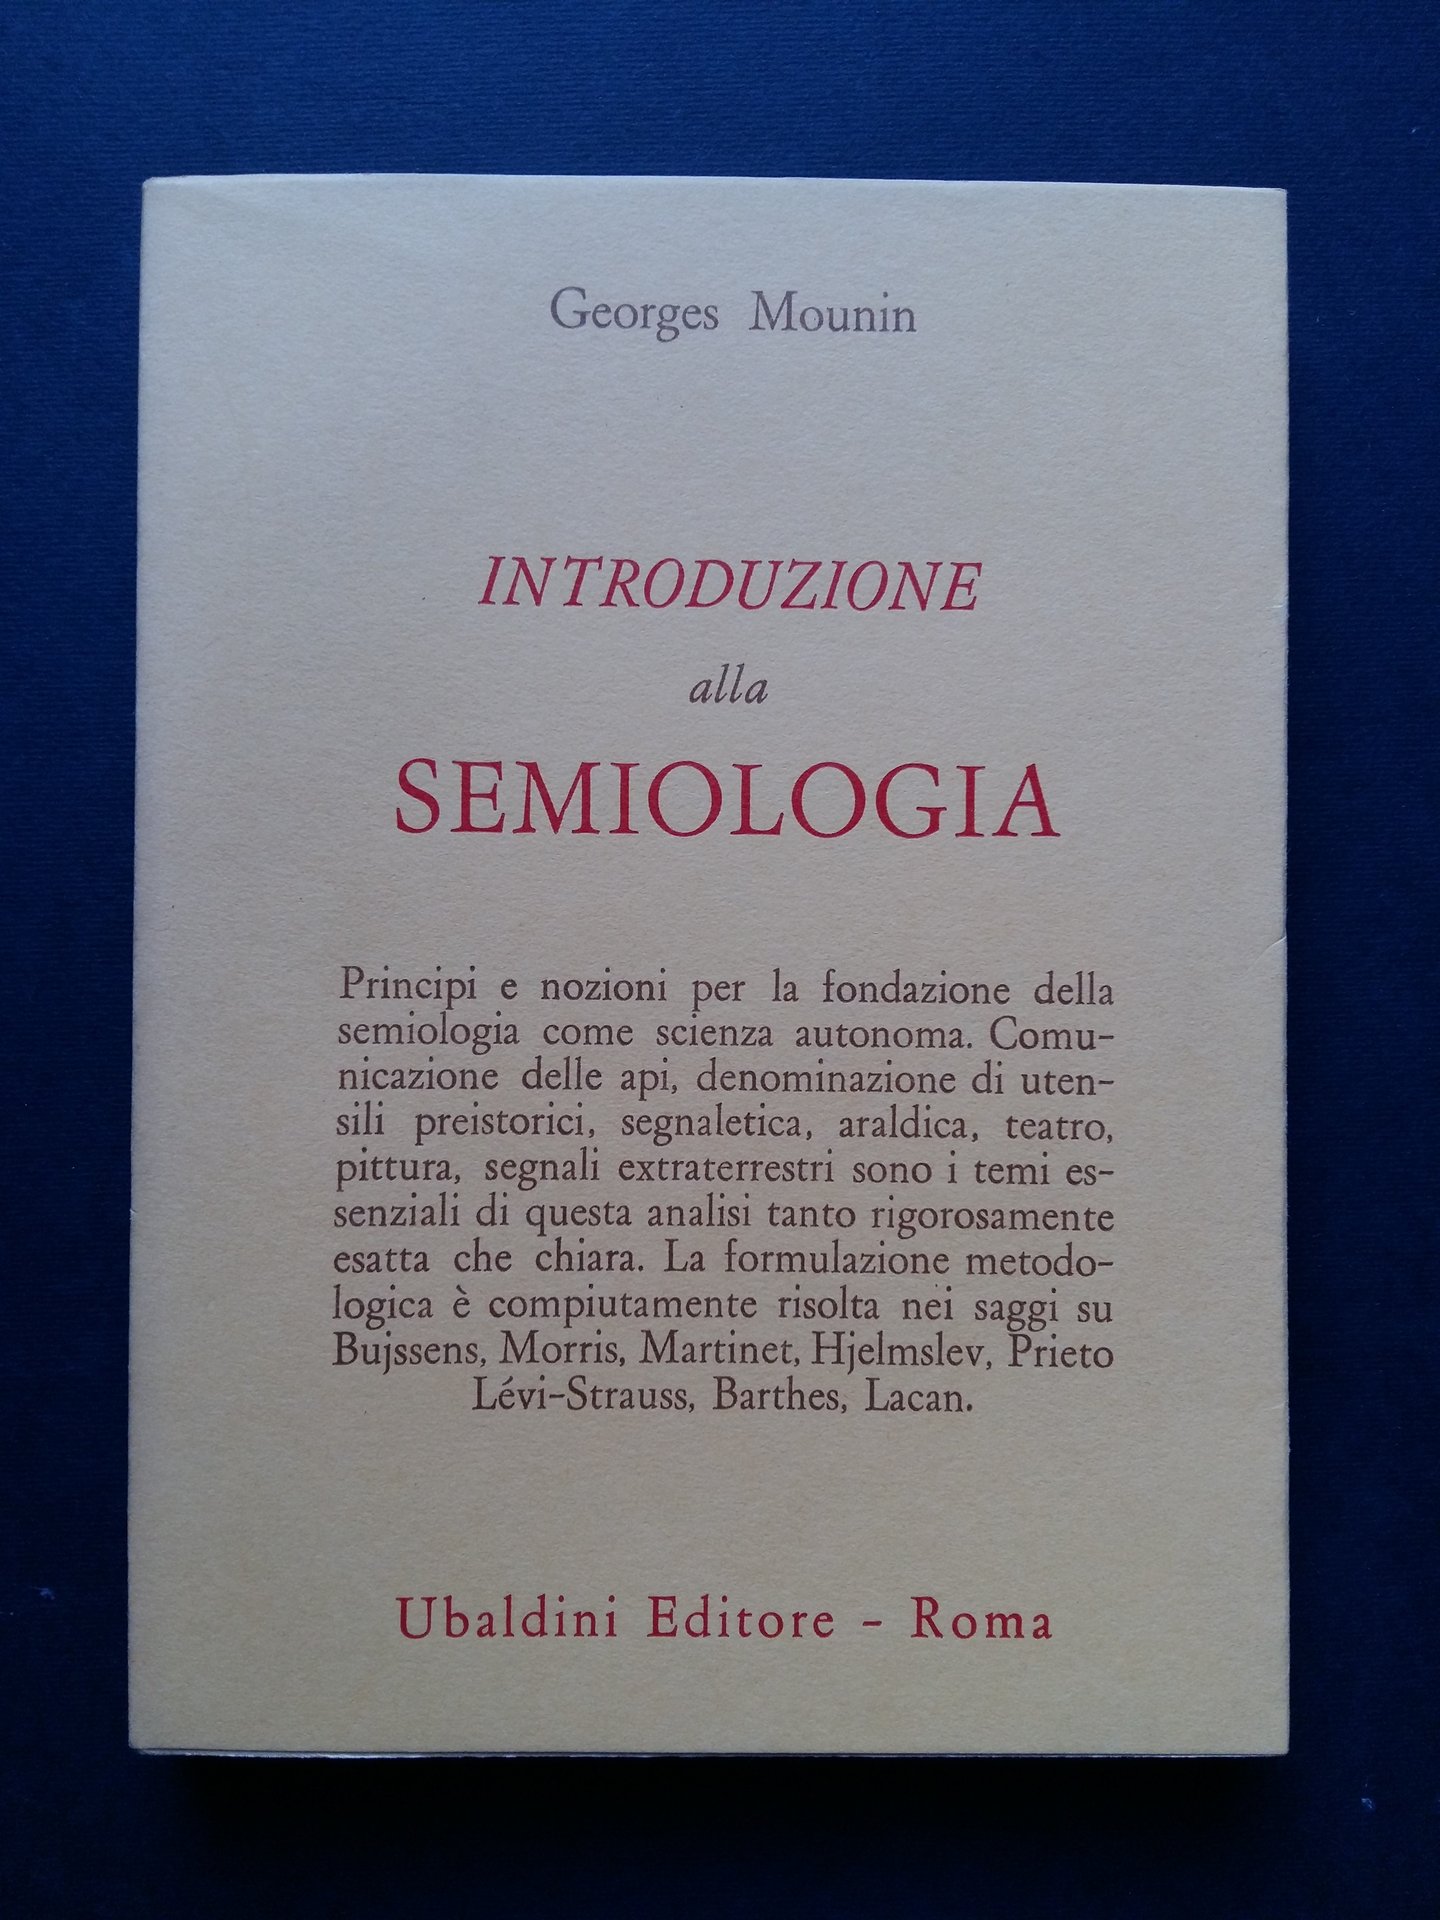 Georges Mounin
INTRODUZIONE
alla
SEMIOLOGIA
Principi e nozioni per la fondazione della
semiologia come scienza autonoma. Comu-
nicazione delle api, denominazione di uten-
sili preistorici, segnaletica, araldica, teatro,
pittura, segnali extraterrestri sono i temi es-
senziali di questa analisi tanto rigorosamente
esatta che chiara. La formulazione metodo-
logica è compiutamente risolta nei saggi su
Bujssens, Morris, Martinet, Hjelmslev, Prieto
Lévi-Strauss, Barthes, Lacan.
Ubaldini Editore - Roma